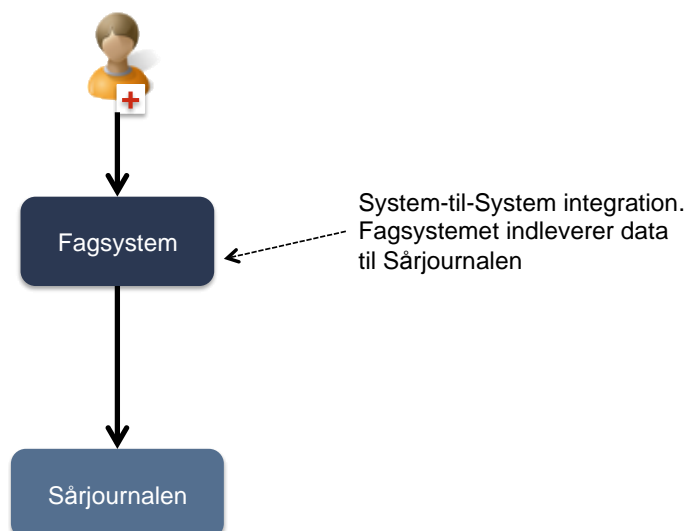 Fagsystem
System-til-System integration.
Fagsystemet indleverer data
til Sårjournalen
Sårjournalen